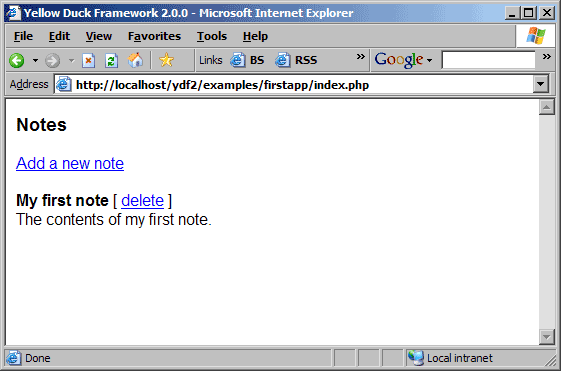 Yellow Duck Framework 2.0.0 - Microsoft Internet Explorer
File Edit View Favorites Tools Help
Links BS RSS » Google »
Address http://localhost/ydf2/examples/firstapp/index.php
Notes
Add a new note
My first note [ delete ]
The contents of my first note.
Done Local intranet